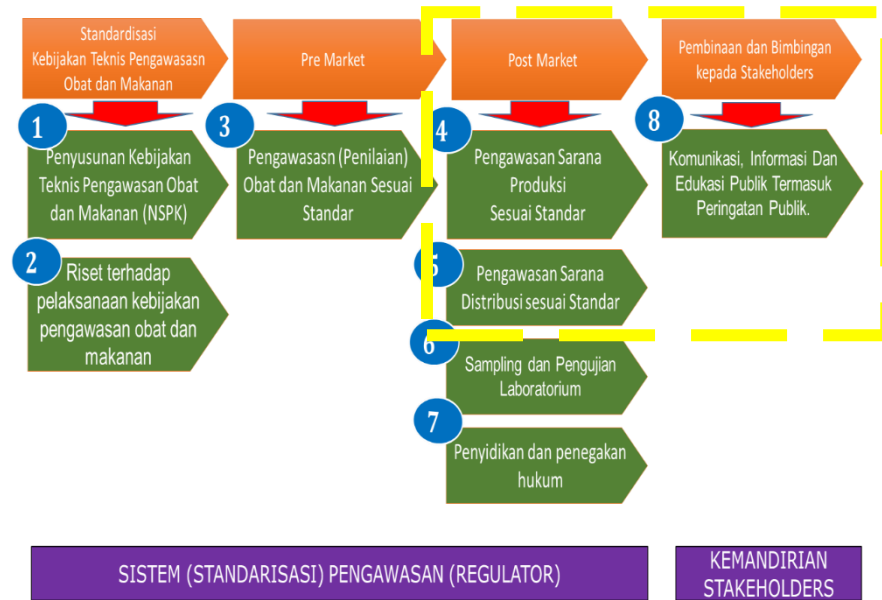 Standardisasi
Kebijakan Teknis Pengawasasn
Obat dan Makanan
Pre Market
Post Market
Pembinaan dan Bimbingan
kepada Stakeholders
1
Penyusunan Kebijakan
Teknis Pengawasan Obat
dan Makanan (NSPK)
2
Riset terhadap
pelaksanaan kebijakan
pengawasan obat dan
makanan
3
Pengawasasn (Penilaian)
Obat dan Makanan Sesuai
Standar
4
Pengawasan Sarana
Produksi
Sesuai Standar
5
Pengawasan Sarana
Distribusi sesuai Standar
6
Sampling dan Pengujian
Laboratorium
7
Penyidikan dan penegakan
hukum
8
Komunikasi, Informasi Dan
Edukasi Publik Termasuk
Peringatan Publik.
SISTEM (STANDARISASI) PENGAWASAN (REGULATOR)
KEMANDIRIAN
STAKEHOLDERS